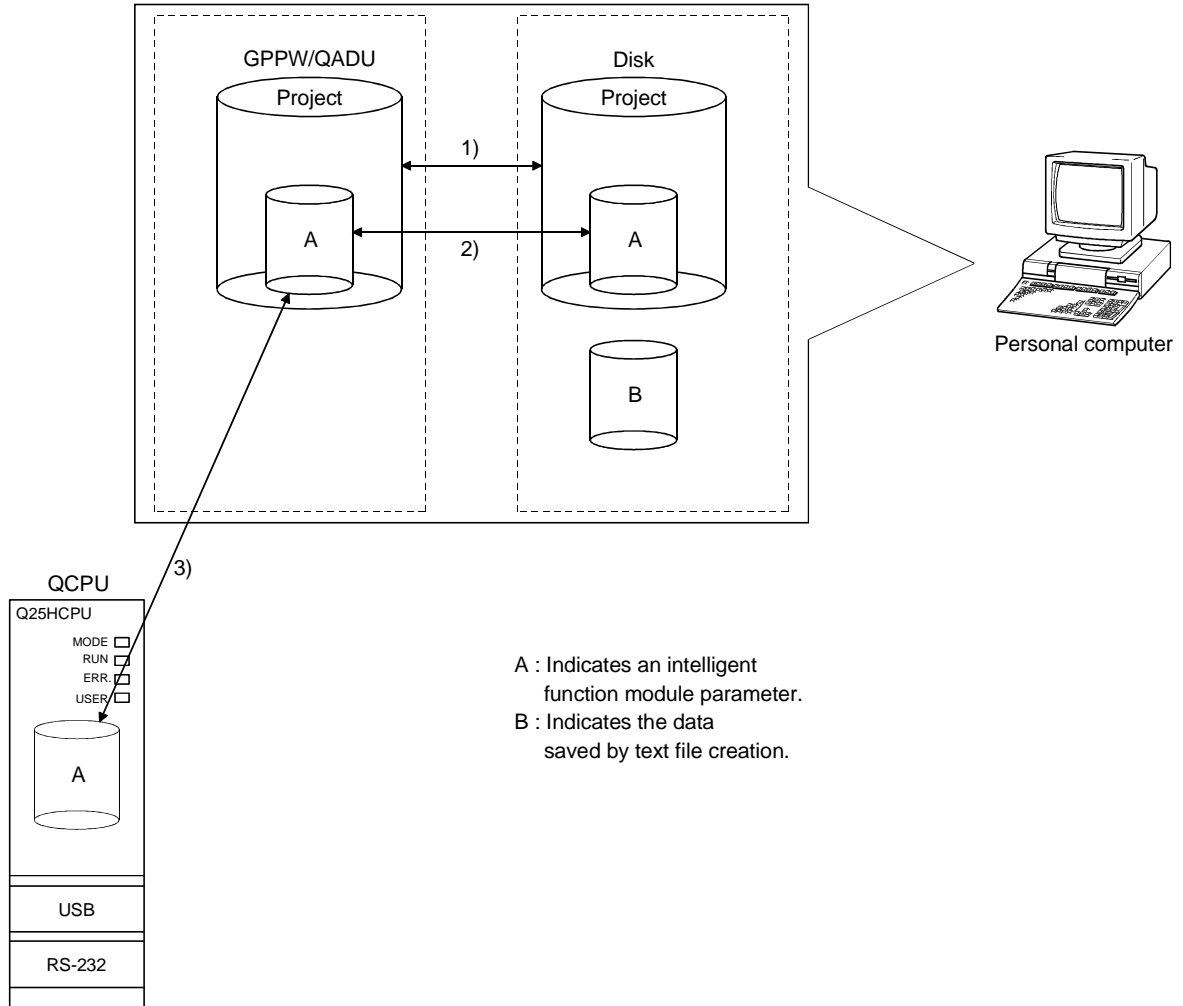 GPPW/QADU
Disk
Project
Project
1)
A
A
2)
Personal computer
B
3)
QCPU
Q25HCPU
MODE
RUN
ERR.
USER
A
A : Indicates an intelligent
function module parameter.
B : Indicates the data
saved by text file creation.
USB
RS-232